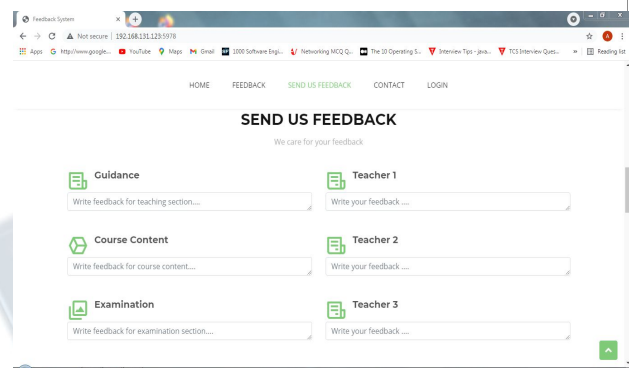 Feedback System
Not secure | 192.168.131.123:5978
Apps
http://www.google...
YouTube
Maps
Gmail
1000 Software Engi...
Networking MCQ Q...
The 10 Operating S...
Interview Tips - java...
TCS Interview Ques...
»
Reading list
HOME FEEDBACK SEND US FEEDBACK CONTACT LOGIN
SEND US FEEDBACK
We care for your feedback
Guidance
Write feedback for teaching section....
Teacher 1
Write your feedback ....
Course Content
Write feedback for course content....
Teacher 2
Write your feedback ....
Examination
Write feedback for examination section....
Teacher 3
Write your feedback ....